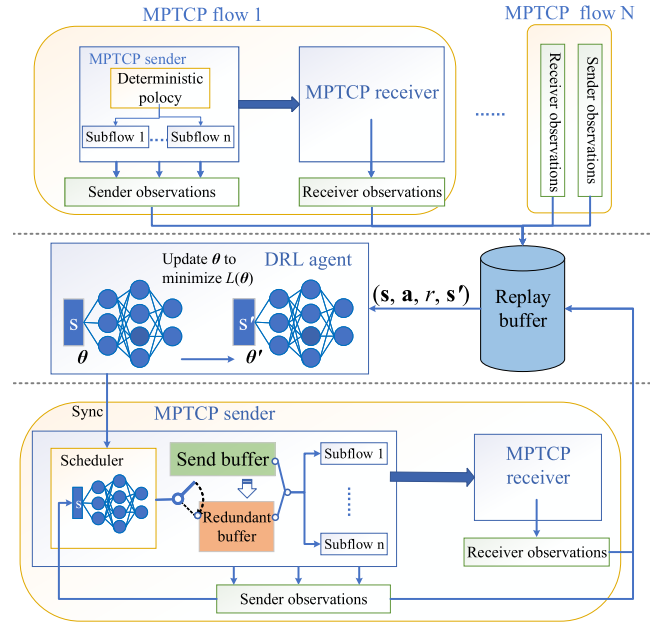 MPTCP flow 1
MPTCP flow N
MPTCP sender
Deterministic
polocy
Subflow 1
Subflow n
MPTCP receiver
Sender observations
Receiver observations
......
Receiver observations
Sender observations
Update θ to
minimize L(θ)
DRL agent
S
θ
S'
θ'
(s, a, r, s′)
Replay
buffer
Sync
MPTCP sender
Scheduler
S
Send buffer
Redundant
buffer
Subflow 1
Subflow n
MPTCP
receiver
Receiver observations
Sender observations